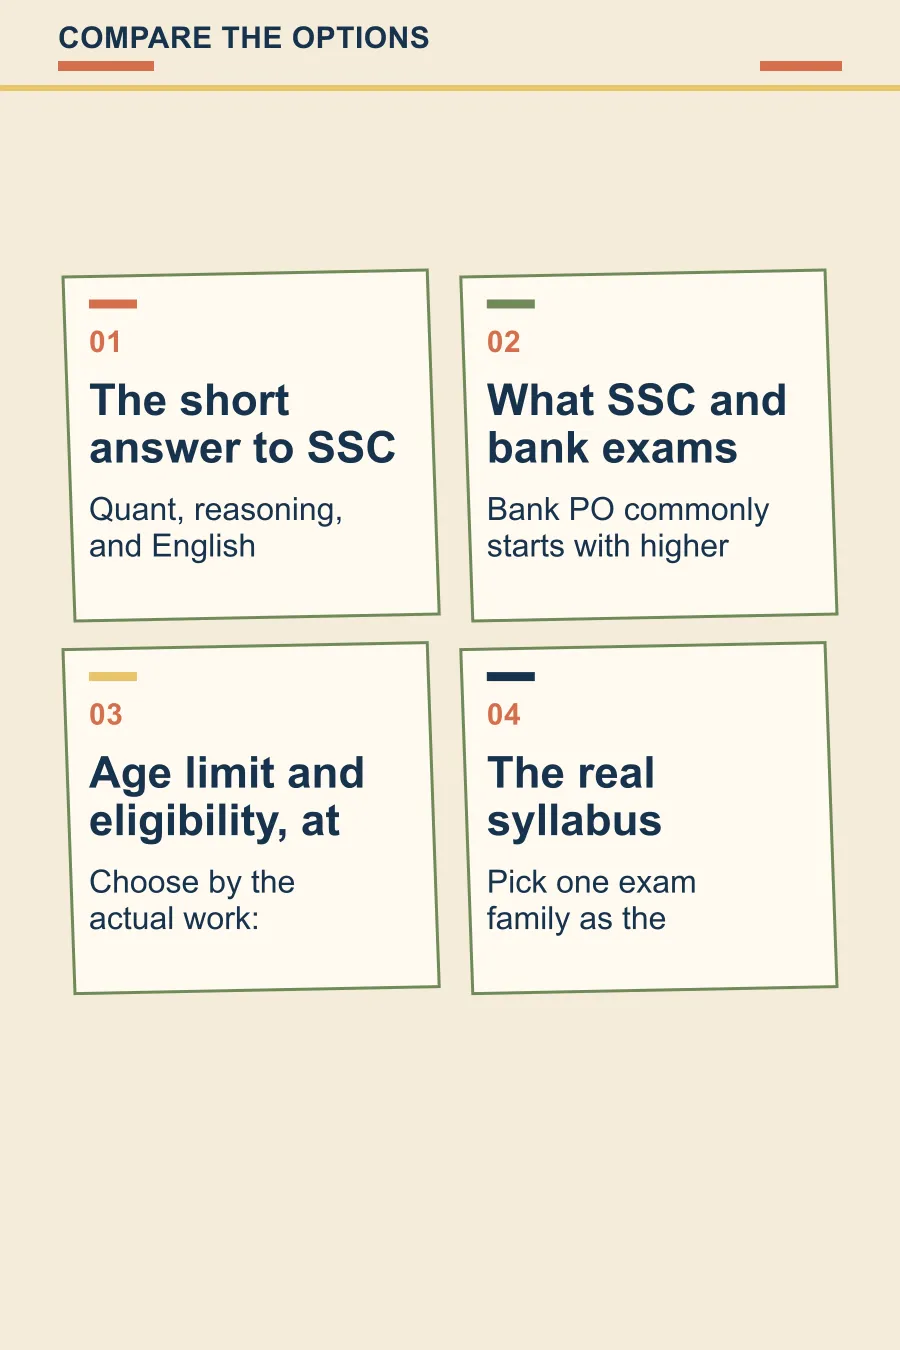 COMPARE THE OPTIONS
01
The short
answer to SSC
Quant, reasoning,
and English
02
What SSC and
bank exams
Bank PO commonly
starts with higher
03
Age limit and
eligibility, at
Choose by the
actual work:
04
The real
syllabus
Pick one exam
family as the